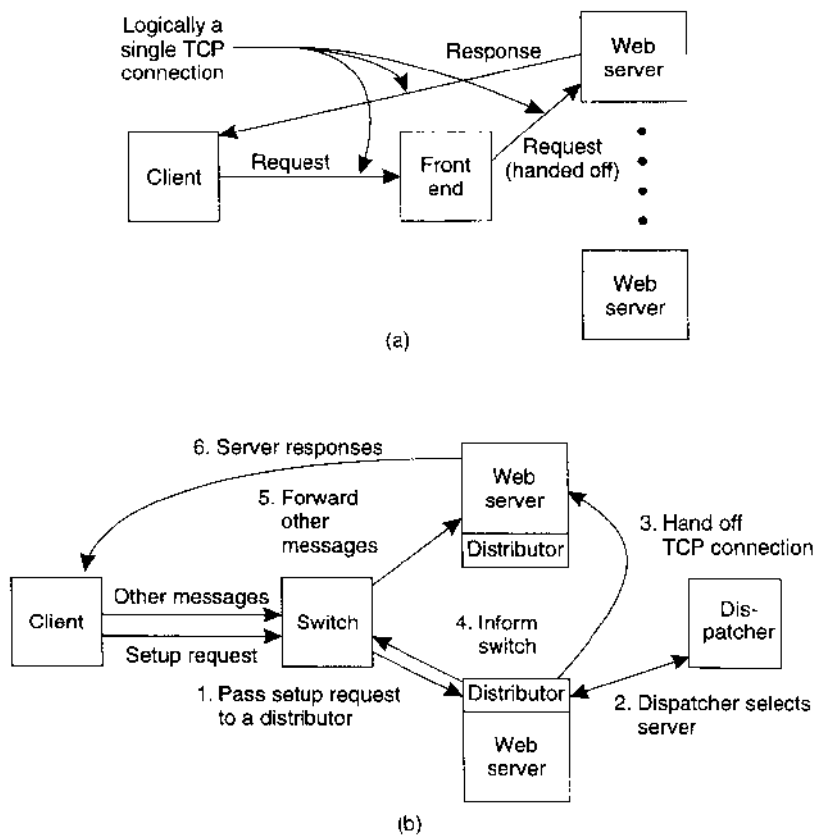 Logically a
single TCP
connection
Response
Web
server
Client
Request
Front
end
Request
(handed off)
Web
server
(a)
6. Server responses
Web
server
Distributor
5. Forward
other
messages
3. Hand off
TCP connection
Client
Other messages
Setup request
Switch
4. Inform
switch
Dis-
patcher
1. Pass setup request
to a distributor
Distributor
Web
server
2. Dispatcher selects
server
(b)